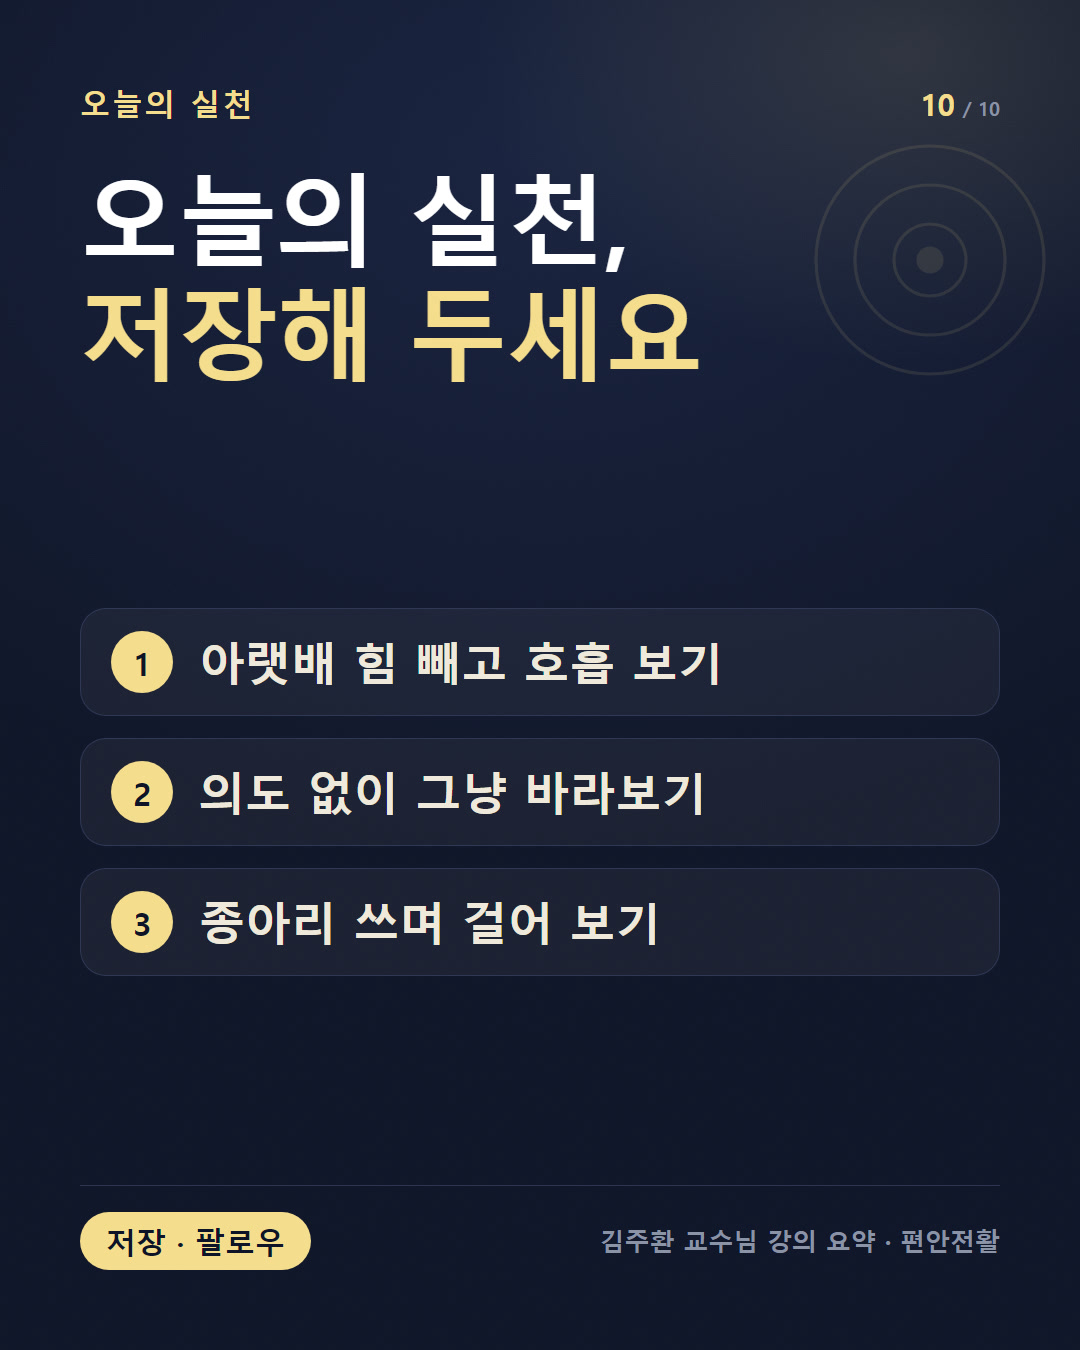 오늘의 실천
10 / 10
오늘의 실천,
저장해 두세요
1 아랫배 힘 빼고 호흡 보기
2 의도 없이 그냥 바라보기
3 종아리 쓰며 걸어 보기
저장 · 팔로우
김주환 교수님 강의 요약 · 편안전활